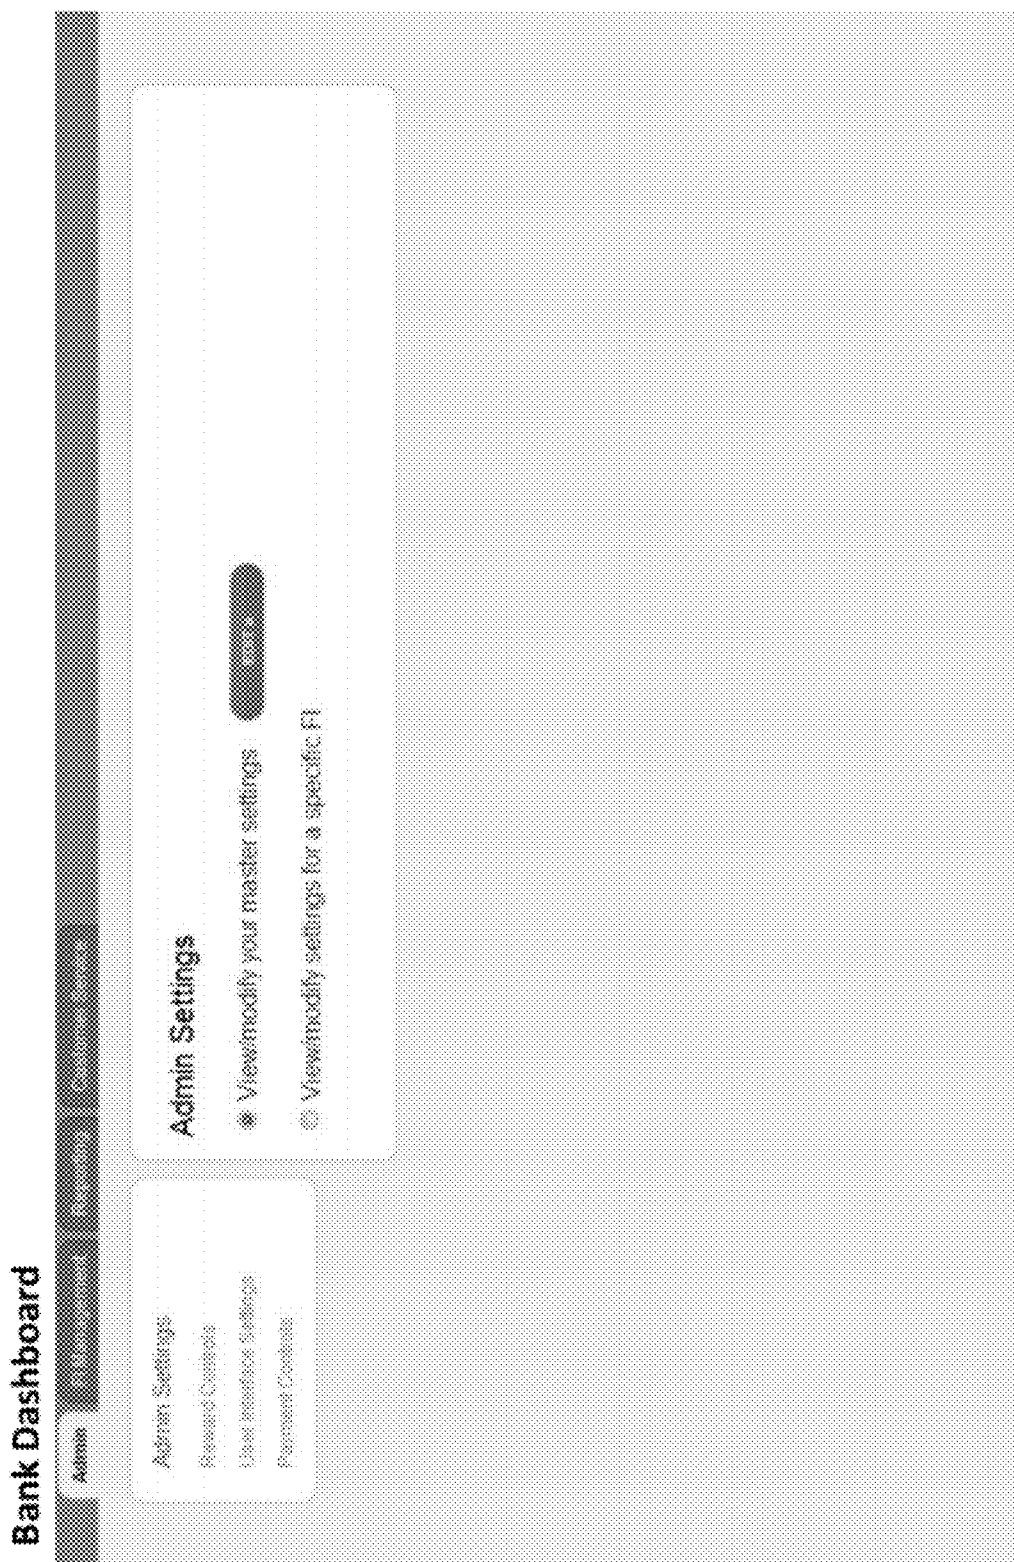 Bank Dashboard
Admin
Admin Settings
Reward Controls
User Interface Settings
Payment Controls
Admin Settings
View/modify your master settings
View/modify settings for a specific FI